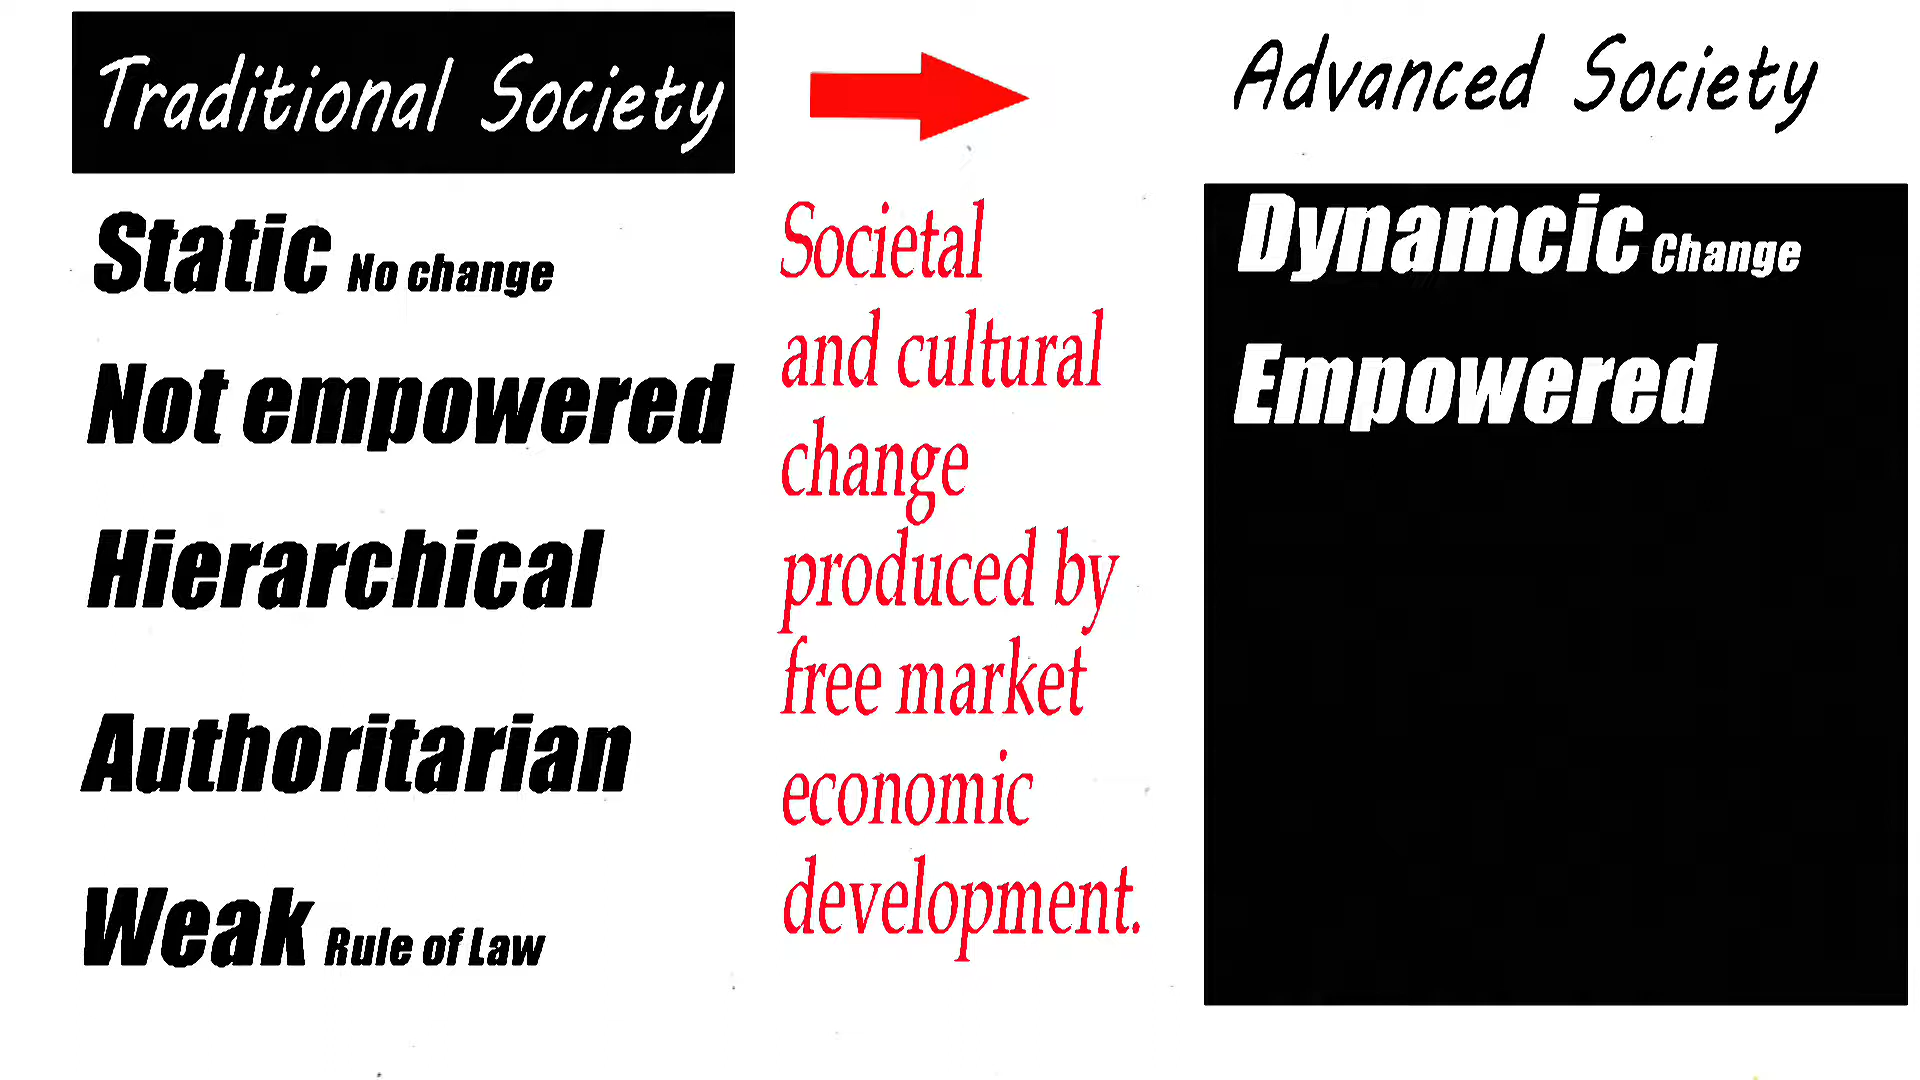 Traditional Society
Static No change
Not empowered
Hierarchical
Authoritarian
Weak Rule of Law
Societal
and cultural
change
produced by
free market
economic
development.
Advanced Society
Dynamcic Change
Empowered